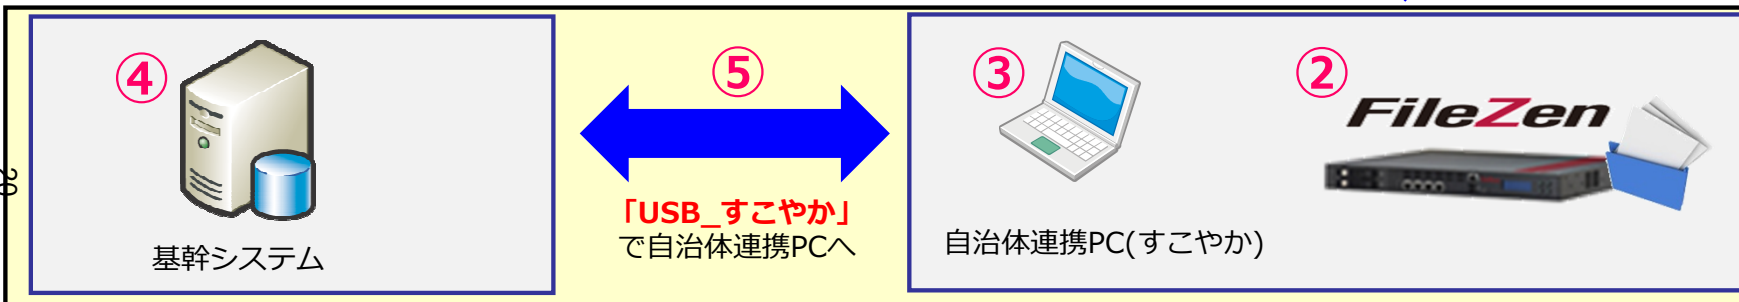 ④
基幹システム
⑤
「USB_すこやか」
で自治体連携PCへ
③
自治体連携PC(すこやか)
②
FileZen